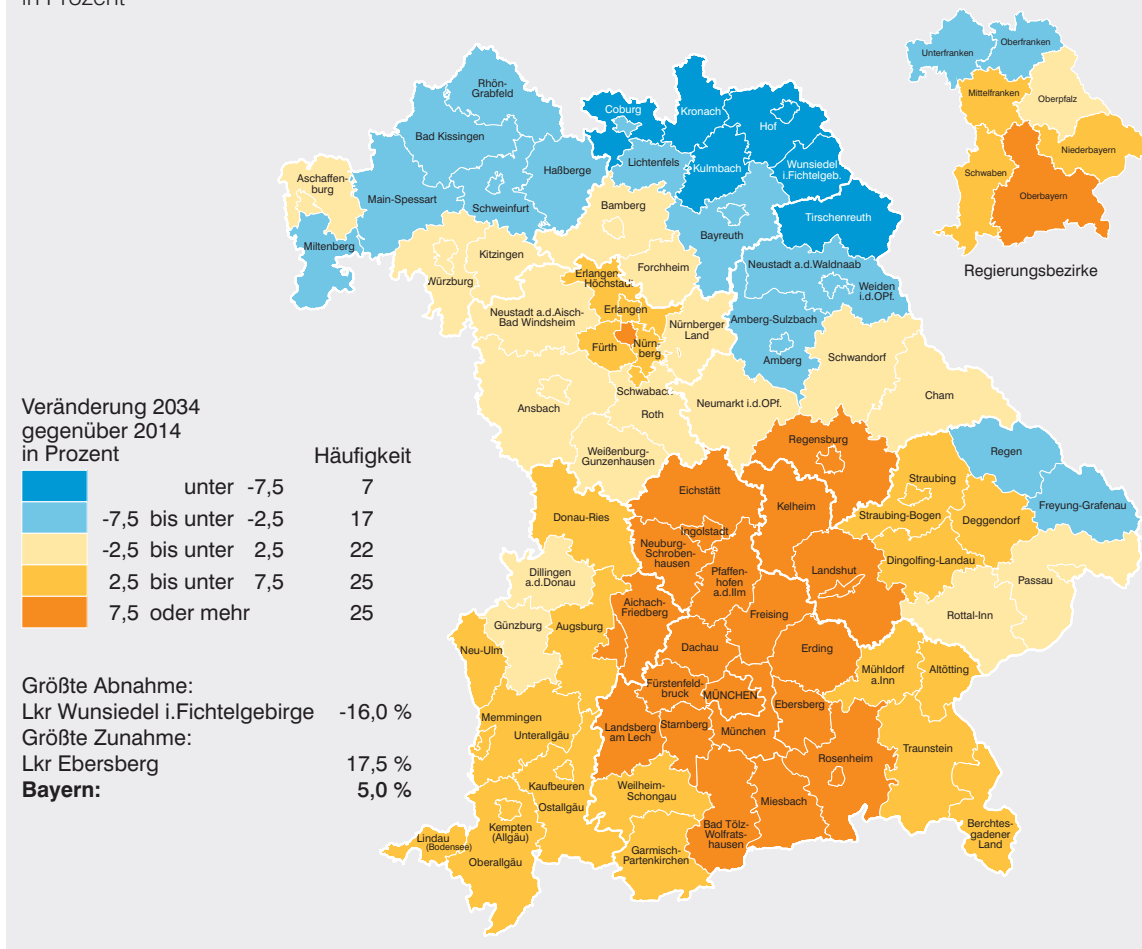 in Prozent
Unterfranken
Oberfranken
Mittelfranken
Oberpfalz
Niederbayern
Schwaben
Oberbayern
Regierungsbezirke
Rhön-
Grabfeld
Coburg
Kronach
Hof
Bad Kissingen
Lichtenfels
Kulmbach
Wunsiedel
i.Fichtelgeb.
Haßberge
Aschaffen-
burg
Main-Spessart
Schweinfurt
Bamberg
Tirschenreuth
Miltenberg
Bayreuth
Kitzingen
Würzburg
Forchheim
Neustadt a.d.Waldnaab
Weiden
i.d.OPf.
Erlangen-
Höchstadt
Neustadt a.d.Aisch-
Bad Windsheim
Erlangen
Nürnberger
Land
Amberg-Sulzbach
Fürth
Nürn-
berg
Amberg
Schwandorf
Ansbach
Schwabach
Roth
Neumarkt i.d.OPf.
Cham
Weißenburg-
Gunzenhausen
Regensburg
Regen
Straubing
Freyung-Grafenau
Eichstätt
Kelheim
Straubing-Bogen
Deggendorf
Donau-Ries
Ingolstadt
Neuburg-
Schroben-
hausen
Pfaffen-
hofen
a.d.Ilm
Landshut
Dingolfing-Landau
Passau
Dillingen
a.d.Donau
Aichach-
Friedberg
Freising
Rottal-Inn
Günzburg
Augsburg
Neu-Ulm
Dachau
Erding
Mühldorf
a.Inn
Altötting
Fürstenfeld-
bruck
MÜNCHEN
Ebersberg
Memmingen
Unterallgäu
Landsberg
am Lech
Starnberg
München
Traunstein
Rosenheim
Kaufbeuren
Ostallgäu
Weilheim-
Schongau
Miesbach
Bad Tölz-
Wolfrats-
hausen
Berchtes-
gadener
Land
Kempten
(Allgäu)
Lindau
(Bodensee)
Oberallgäu
Garmisch-
Partenkirchen
Veränderung 2034
gegenüber 2014
in Prozent Häufigkeit
unter -7,5 7
-7,5 bis unter -2,5 17
-2,5 bis unter 2,5 22
2,5 bis unter 7,5 25
7,5 oder mehr 25
Größte Abnahme:
Lkr Wunsiedel i.Fichtelgebirge -16,0 %
Größte Zunahme:
Lkr Ebersberg 17,5 %
Bayern: 5,0 %